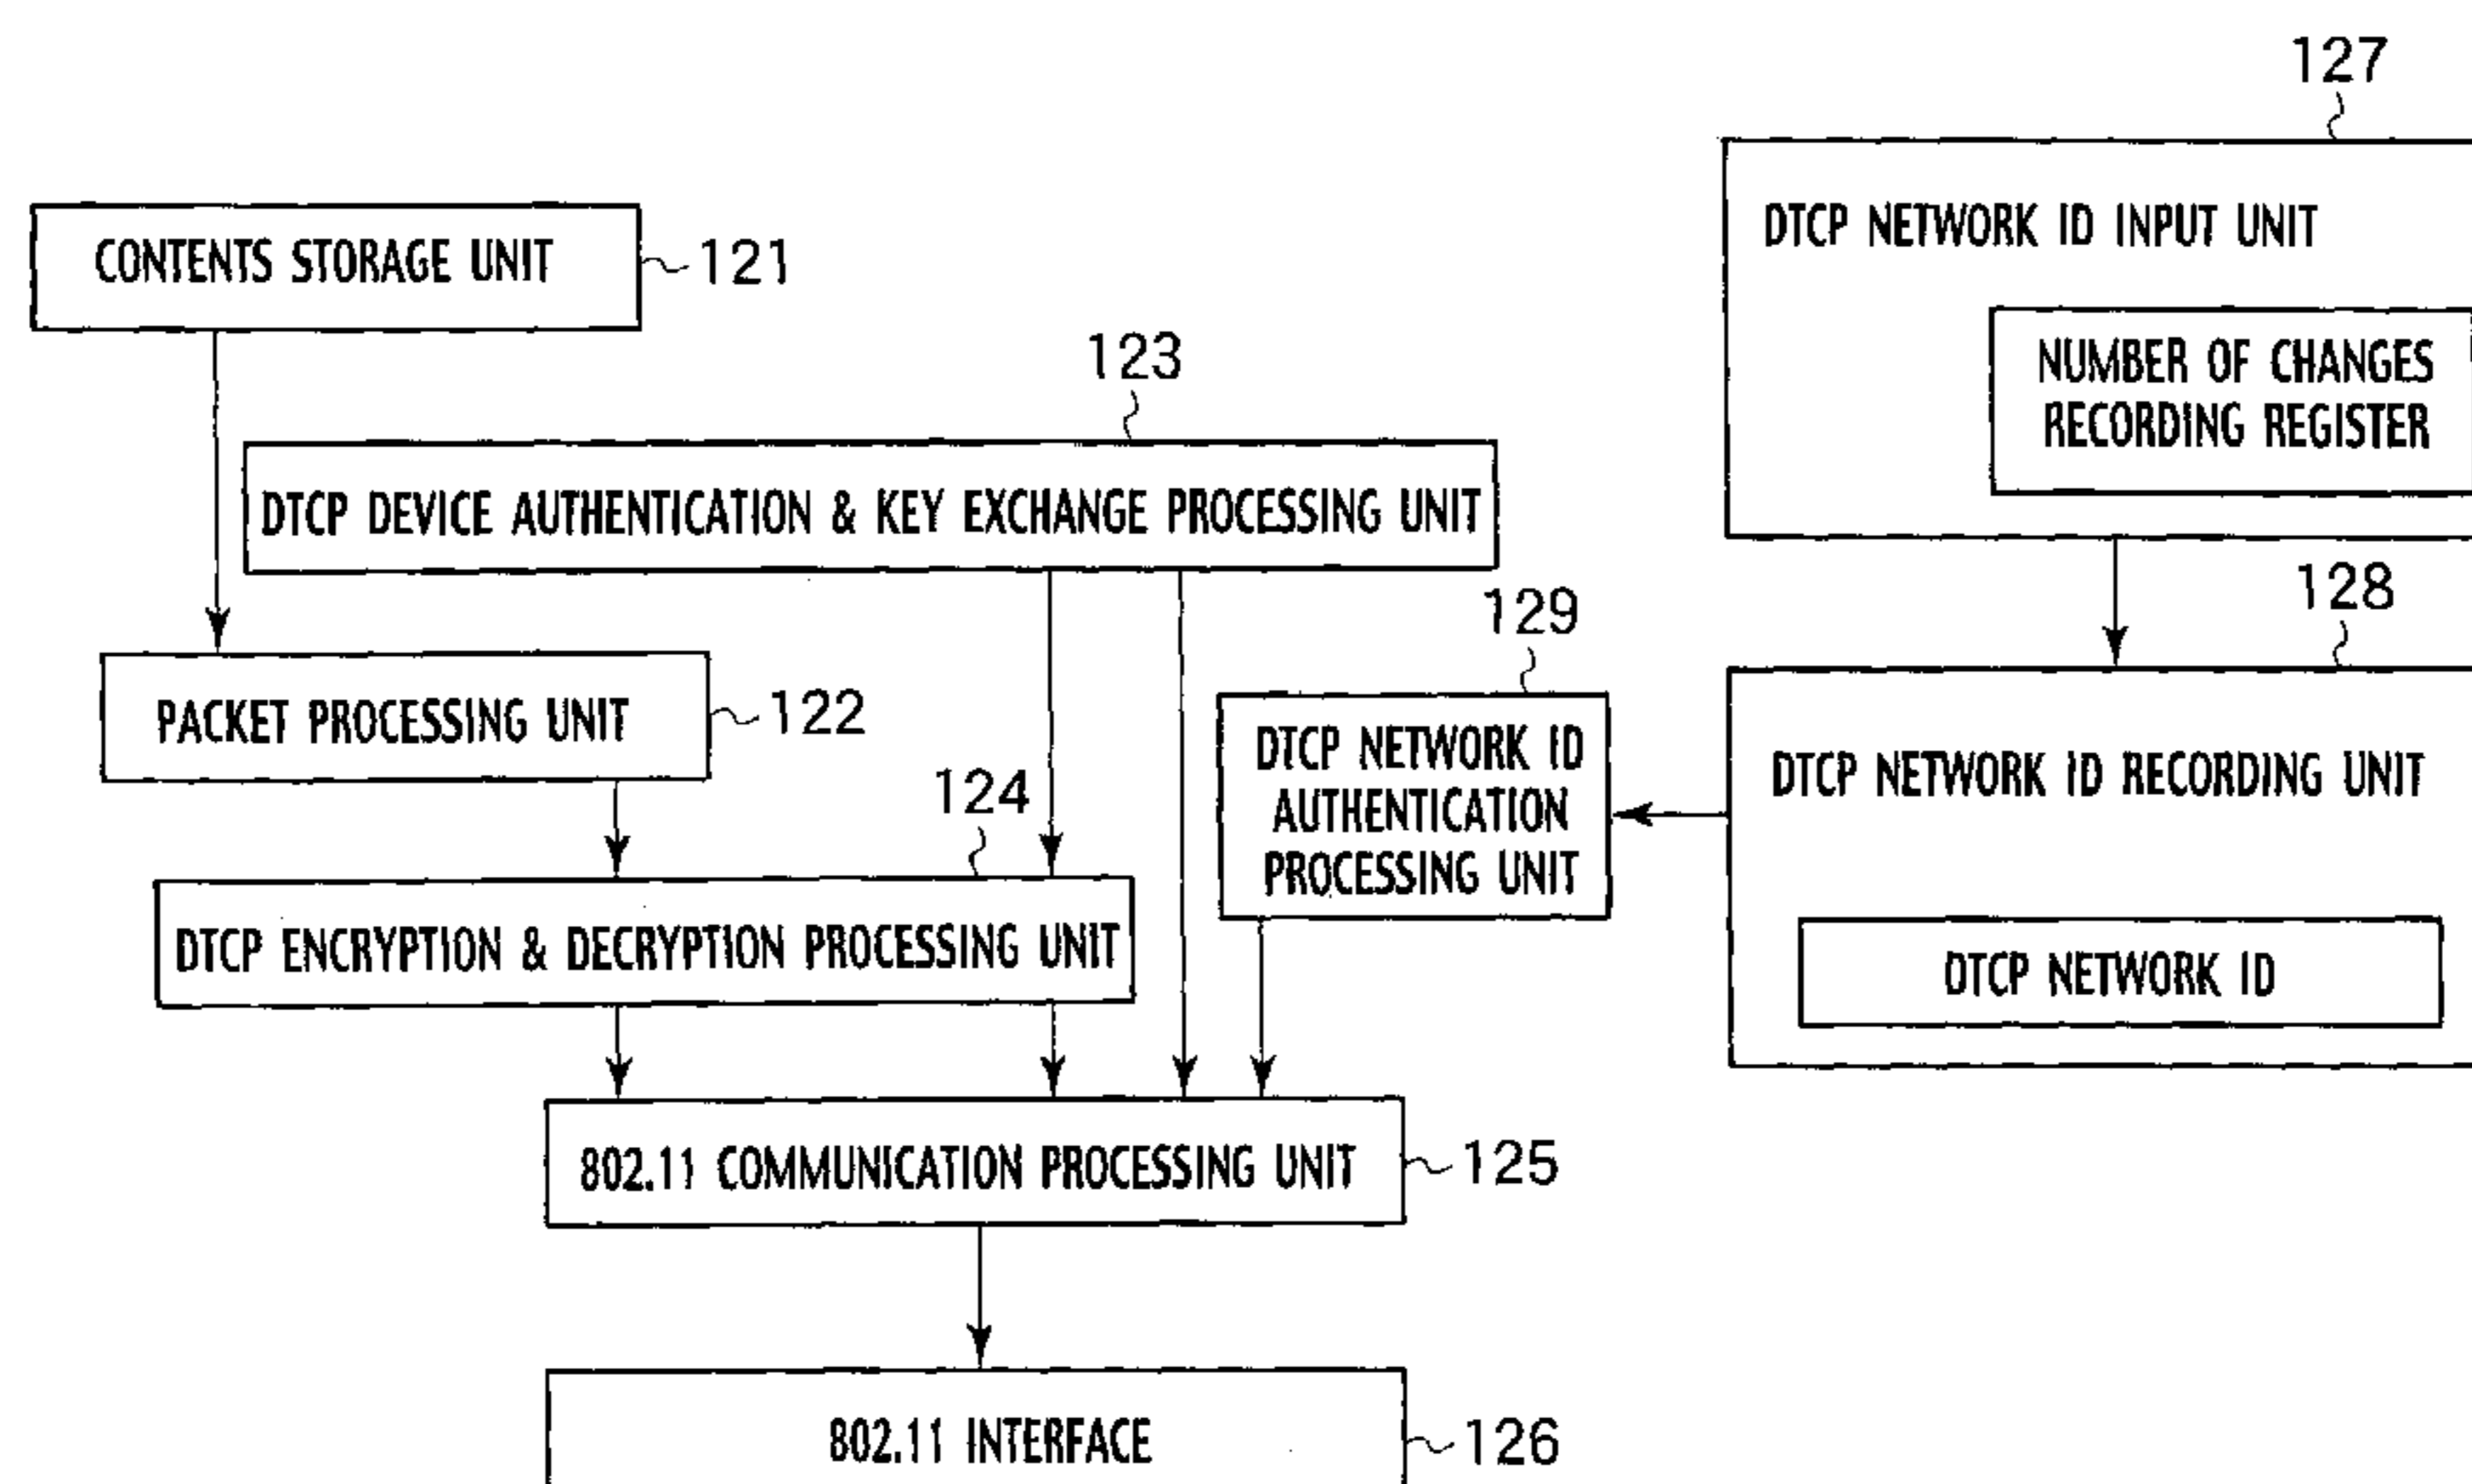 127
DTCP NETWORK ID INPUT UNIT
CONTENTS STORAGE UNIT
121
NUMBER OF CHANGES
RECORDING REGISTER
123
DTCP DEVICE AUTHENTICATION & KEY EXCHANGE PROCESSING UNIT
128
129
PACKET PROCESSING UNIT
122
DTCP NETWORK ID
AUTHENTICATION
PROCESSING UNIT
DTCP NETWORK ID RECORDING UNIT
124
DTCP ENCRYPTION & DECRYPTION PROCESSING UNIT
DTCP NETWORK ID
802.11 COMMUNICATION PROCESSING UNIT
125
802.11 INTERFACE
126